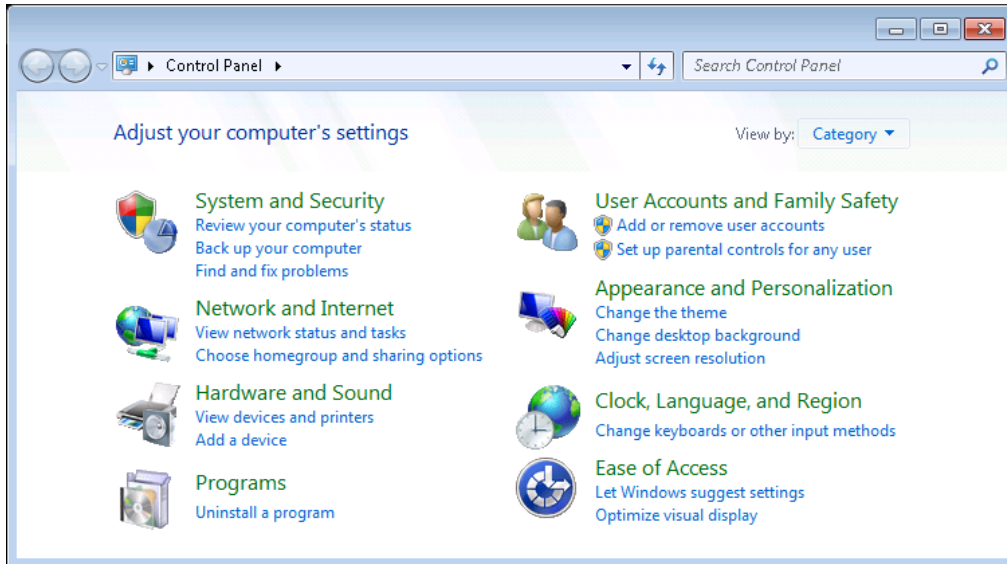 Control Panel
Search Control Panel
Adjust your computer's settings
View by: Category
System and Security
Review your computer's status
Back up your computer
Find and fix problems
Network and Internet
View network status and tasks
Choose homegroup and sharing options
Hardware and Sound
View devices and printers
Add a device
Programs
Uninstall a program
User Accounts and Family Safety
Add or remove user accounts
Set up parental controls for any user
Appearance and Personalization
Change the theme
Change desktop background
Adjust screen resolution
Clock, Language, and Region
Change keyboards or other input methods
Ease of Access
Let Windows suggest settings
Optimize visual display